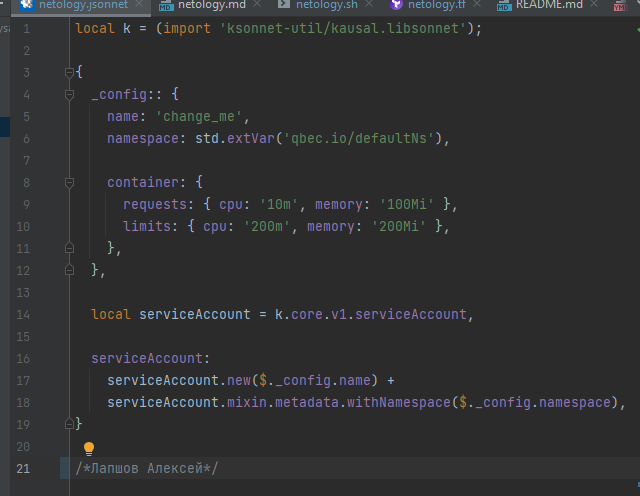 netology.jsonnet netology.md netology.sh netology.tf README.md
1 local k = (import 'ksonnet-util/kausal.libsonnet');
2
3 {
4   _config:: {
5     name: 'change_me',
6     namespace: std.extVar('qbec.io/defaultNs'),
7
8     container: {
9       requests: { cpu: '10m', memory: '100Mi' },
10       limits: { cpu: '200m', memory: '200Mi' },
11     },
12   },
13
14   local serviceAccount = k.core.v1.serviceAccount,
15
16   serviceAccount:
17     serviceAccount.new($._config.name) +
18     serviceAccount.mixin.metadata.withNamespace($._config.namespace),
19 }
20
21 /*Лапшов Алексей*/